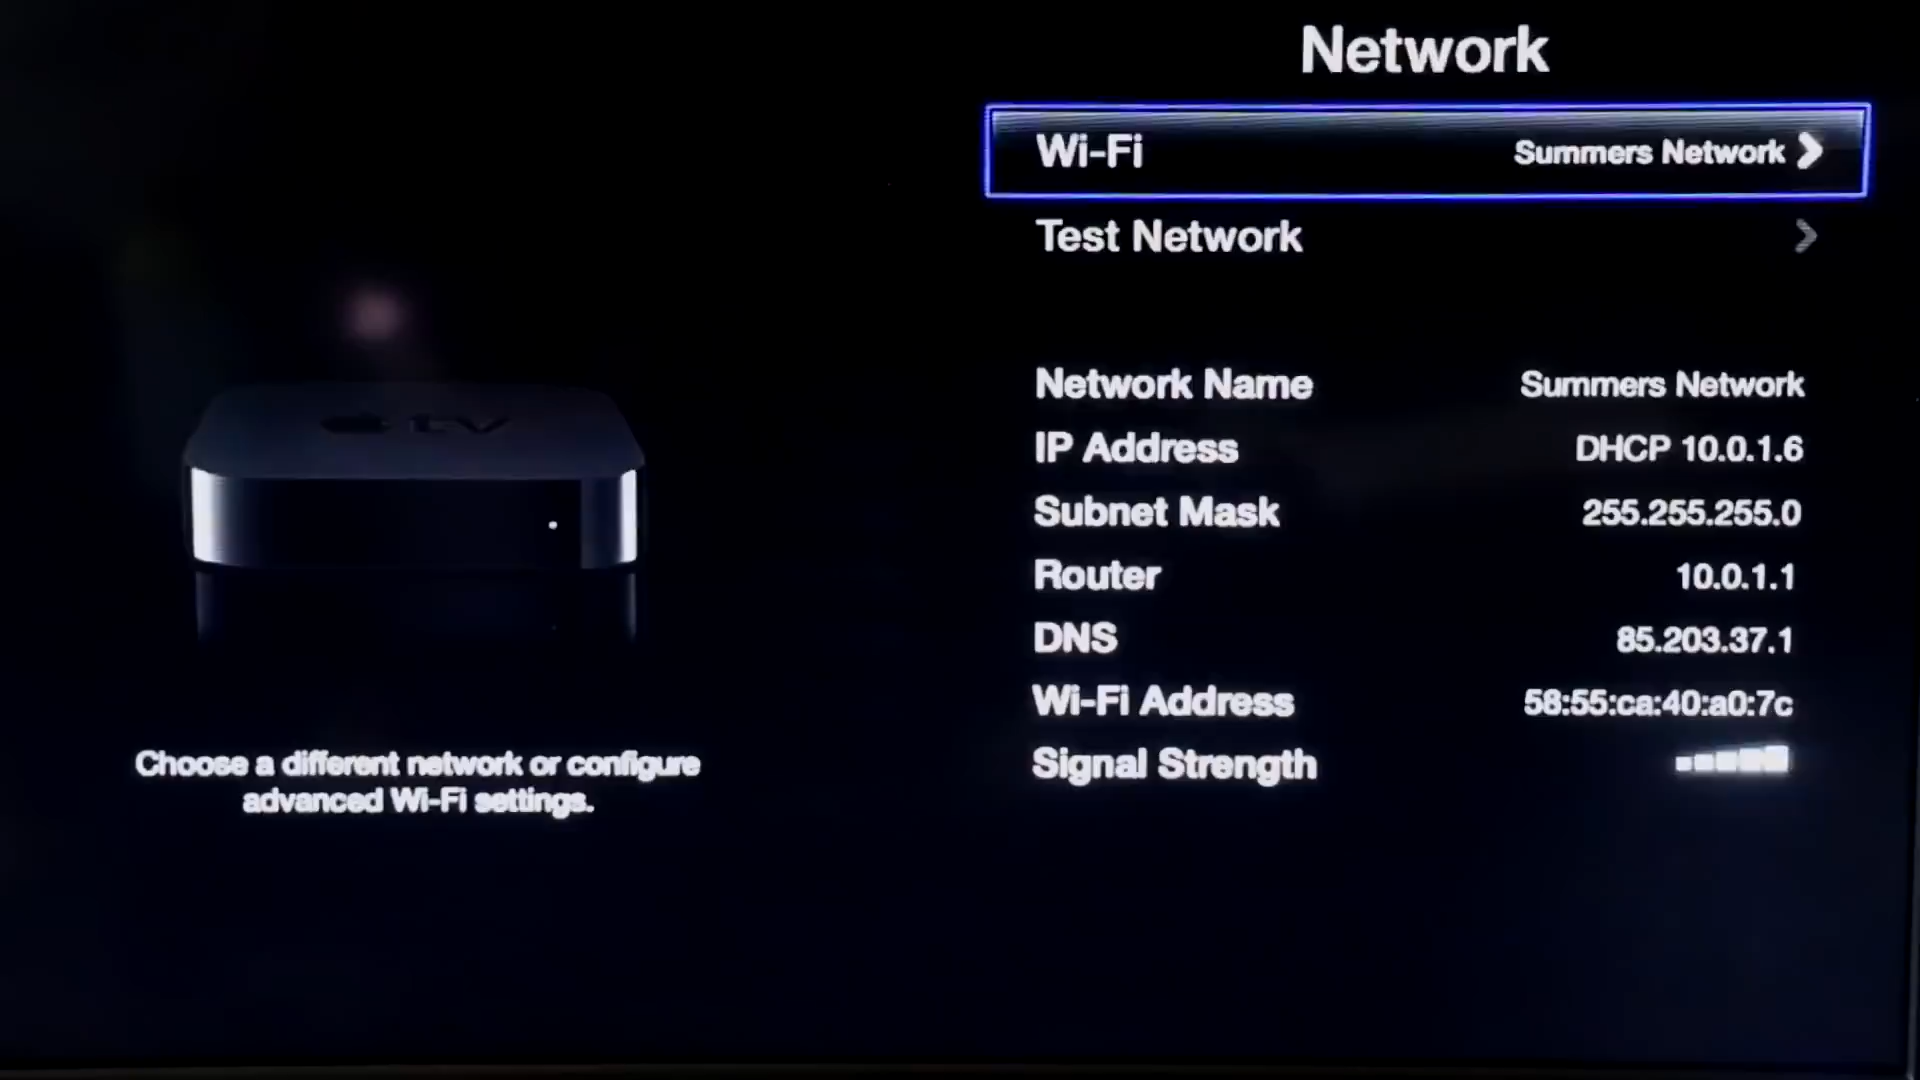 Network
Wi-Fi Summers Network
Test Network
Network Name Summers Network
IP Address DHCP 10.0.1.6
Subnet Mask 255.255.255.0
Router 10.0.1.1
DNS 85.203.37.1
Wi-Fi Address 58:55:ca:40:a0:7c
Signal Strength
tv
Choose a different network or configure
advanced Wi-Fi settings.